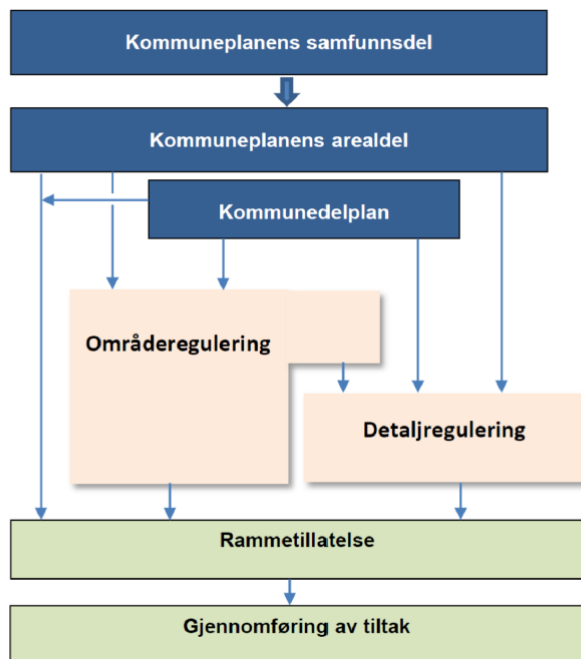 Kommuneplanens samfunnsdel
Kommuneplanens arealdel
Kommunedelplan
Områderegulering
Detaljregulering
Rammetillatelse
Gjennomføring av tiltak